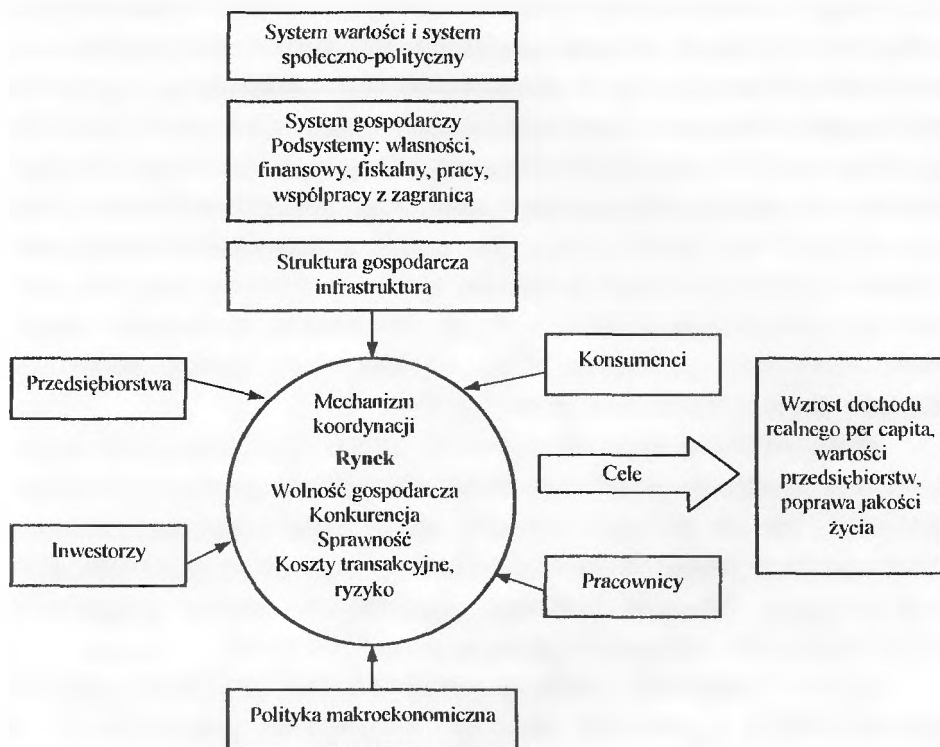 System wartości i system
społeczno-polityczny
System gospodarczy
Podsystemy: własności,
finansowy, fiskalny, pracy,
współpracy z zagranicą
Struktura gospodarcza
infrastruktura
Przedsiębiorstwa
Konsumenci
Mechanizm
koordynacji
Rynek
Wolność gospodarcza
Konkurencja
Sprawność
Koszty transakcyjne,
ryzyko
Cele
Wzrost dochodu
realnego per capita,
wartości
przedsiębiorstw,
poprawa jakości
życia
Inwestorzy
Pracownicy
Polityka makroekonomiczna